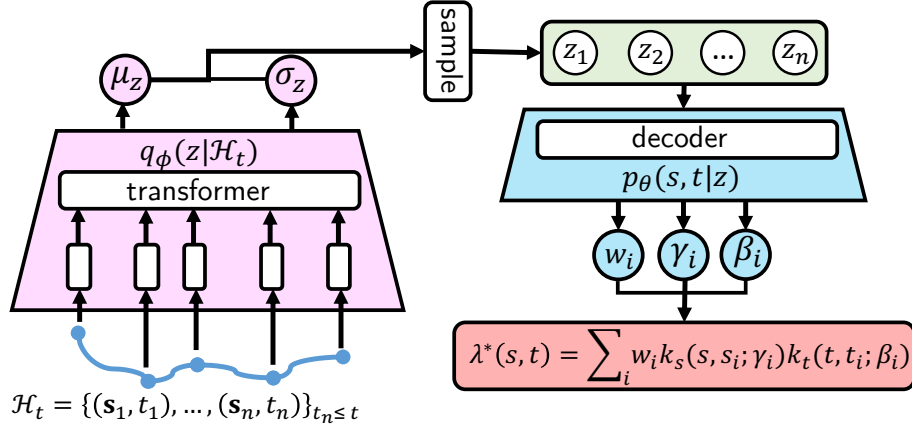 μ_z
σ_z
sample
z_1 z_2 ... z_n
q_ϕ(z|ℋ_t)
transformer
decoder
p_θ(s, t|z)
w_i γ_i β_i
λ*(s, t) = ∑_i w_i k_s(s, s_i; γ_i)k_t(t, t_i; β_i)
ℋ_t = {(𝐬_1, t_1), ..., (𝐬_n, t_n)}_{t_n ≤ t}